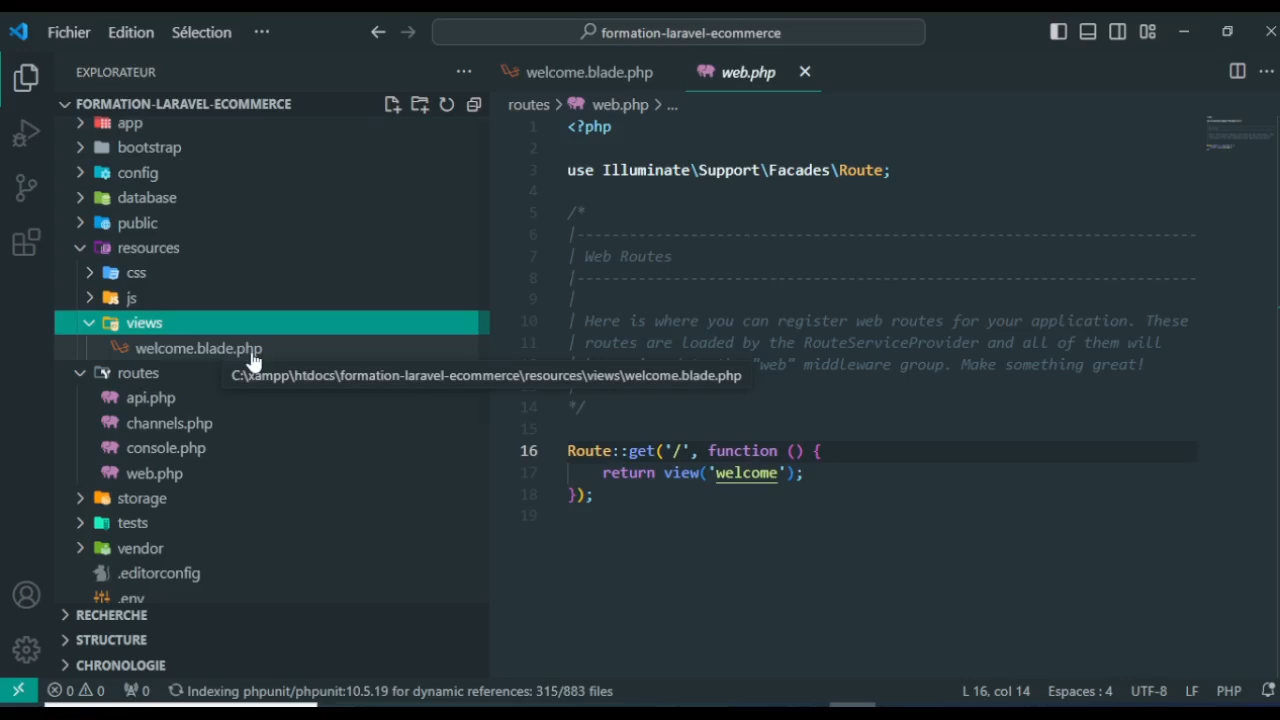 Fichier Edition Sélection ··· formation-laravel-ecommerce
EXPLORATEUR ···
FORMATION-LARAVEL-ECOMMERCE
app
bootstrap
config
database
public
resources
css
js
views
welcome.blade.php
C:\xampp\htdocs\formation-laravel-ecommerce\resources\views\welcome.blade.php
routes
api.php
channels.php
console.php
web.php
storage
tests
vendor
.editorconfig
.env
RECHERCHE
STRUCTURE
CHRONOLOGIE
welcome.blade.php web.php
routes > web.php > ...
1 <?php
2
3 use Illuminate\Support\Facades\Route;
4
5 /*
6 |--------------------------------------------------------------------------
7 | Web Routes
8 |--------------------------------------------------------------------------
9 |
10 | Here is where you can register web routes for your application. These
11 | routes are loaded by the RouteServiceProvider and all of them will
"web" middleware group. Make something great!
14 */
15
16 Route::get('/', function () {
17 return view('welcome');
18 });
19
0 0 0 Indexing phpunit/phpunit:10.5.19 for dynamic references: 315/883 files L 16, col 14 Espaces : 4 UTF-8 LF PHP